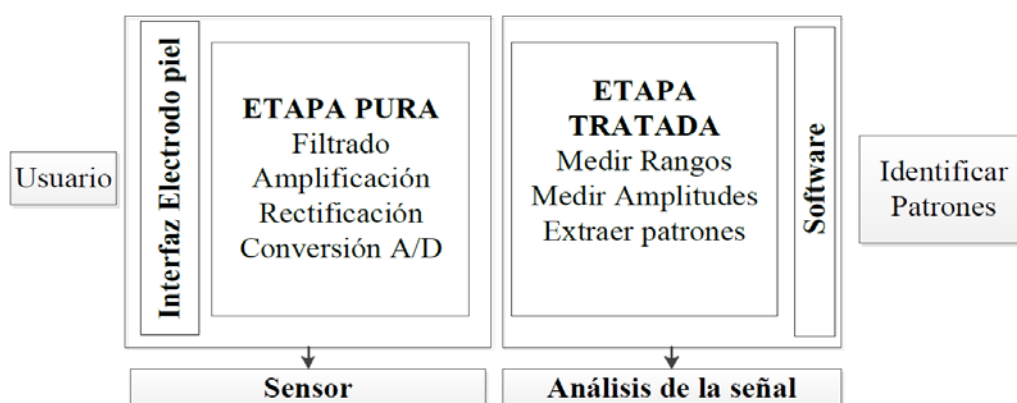 Usuario
Interfaz Electrodo piel
ETAPA PURA
Filtrado
Amplificación
Rectificación
Conversión A/D
ETAPA
TRATADA
Medir Rangos
Medir Amplitudes
Extraer patrones
Software
Identificar
Patrones
Sensor
Análisis de la señal